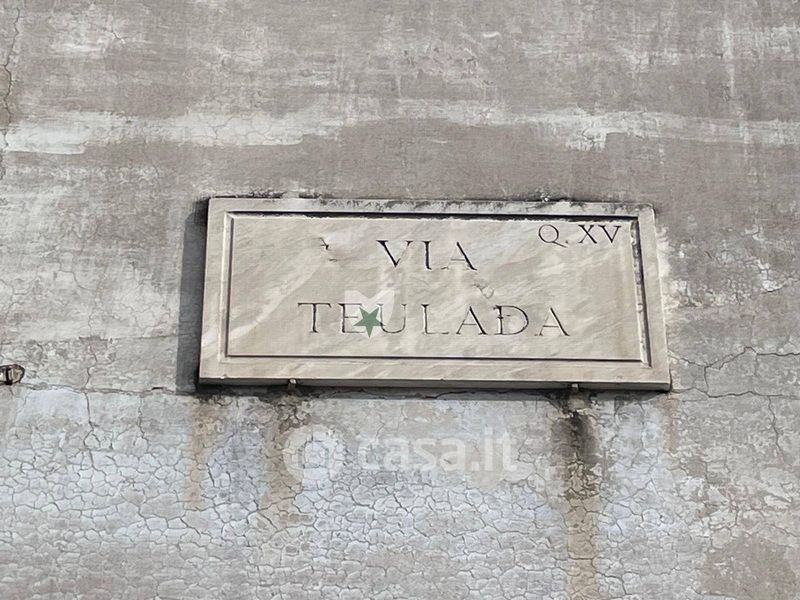 Q. XV
VIA
TEULADA
casa.it